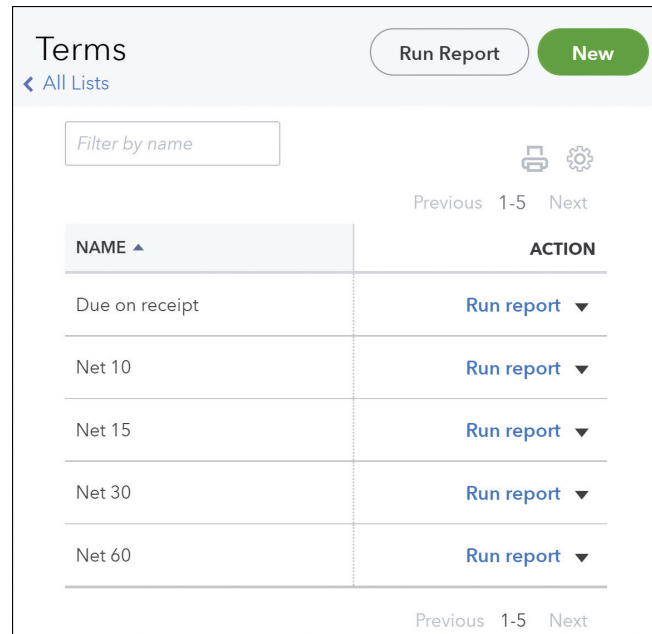 Terms
Run Report
New
All Lists
Filter by name
Previous 1-5 Next
NAME
ACTION
Due on receipt
Run report
Net 10
Run report
Net 15
Run report
Net 30
Run report
Net 60
Run report
Previous 1-5 Next